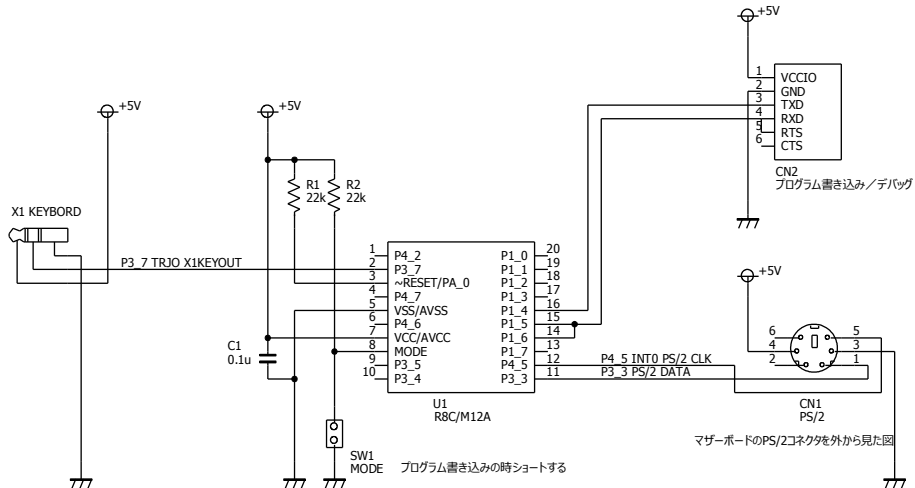 +5V
1 VCCIO
2 GND
3 TXD
4 RXD
5 RTS
6 CTS
CN2
プログラム書き込み／デバッグ
+5V
+5V
R1
22k
R2
22k
X1 KEYBORD
P3_7 TRJO X1KEYOUT
1 P4_2
2 P3_7
3 ~RESET/PA_0
4 P4_7
5 VSS/AVSS
6 P4_6
7 VCC/AVCC
8 MODE
9 P3_5
10 P3_4
P1_0 20
P1_1 19
P1_2 18
P1_3 17
P1_4 16
P1_5 15
P1_6 14
P1_7 13
P4_5 12
P3_3 11
U1
R8C/M12A
C1
0.1u
P4_5 INT0 PS/2 CLK
P3_3 PS/2 DATA
+5V
6 5
4 3
2 1
CN1
PS/2
マザーボードのPS/2コネクタを外から見た図
SW1
MODE
プログラム書き込みの時ショートする